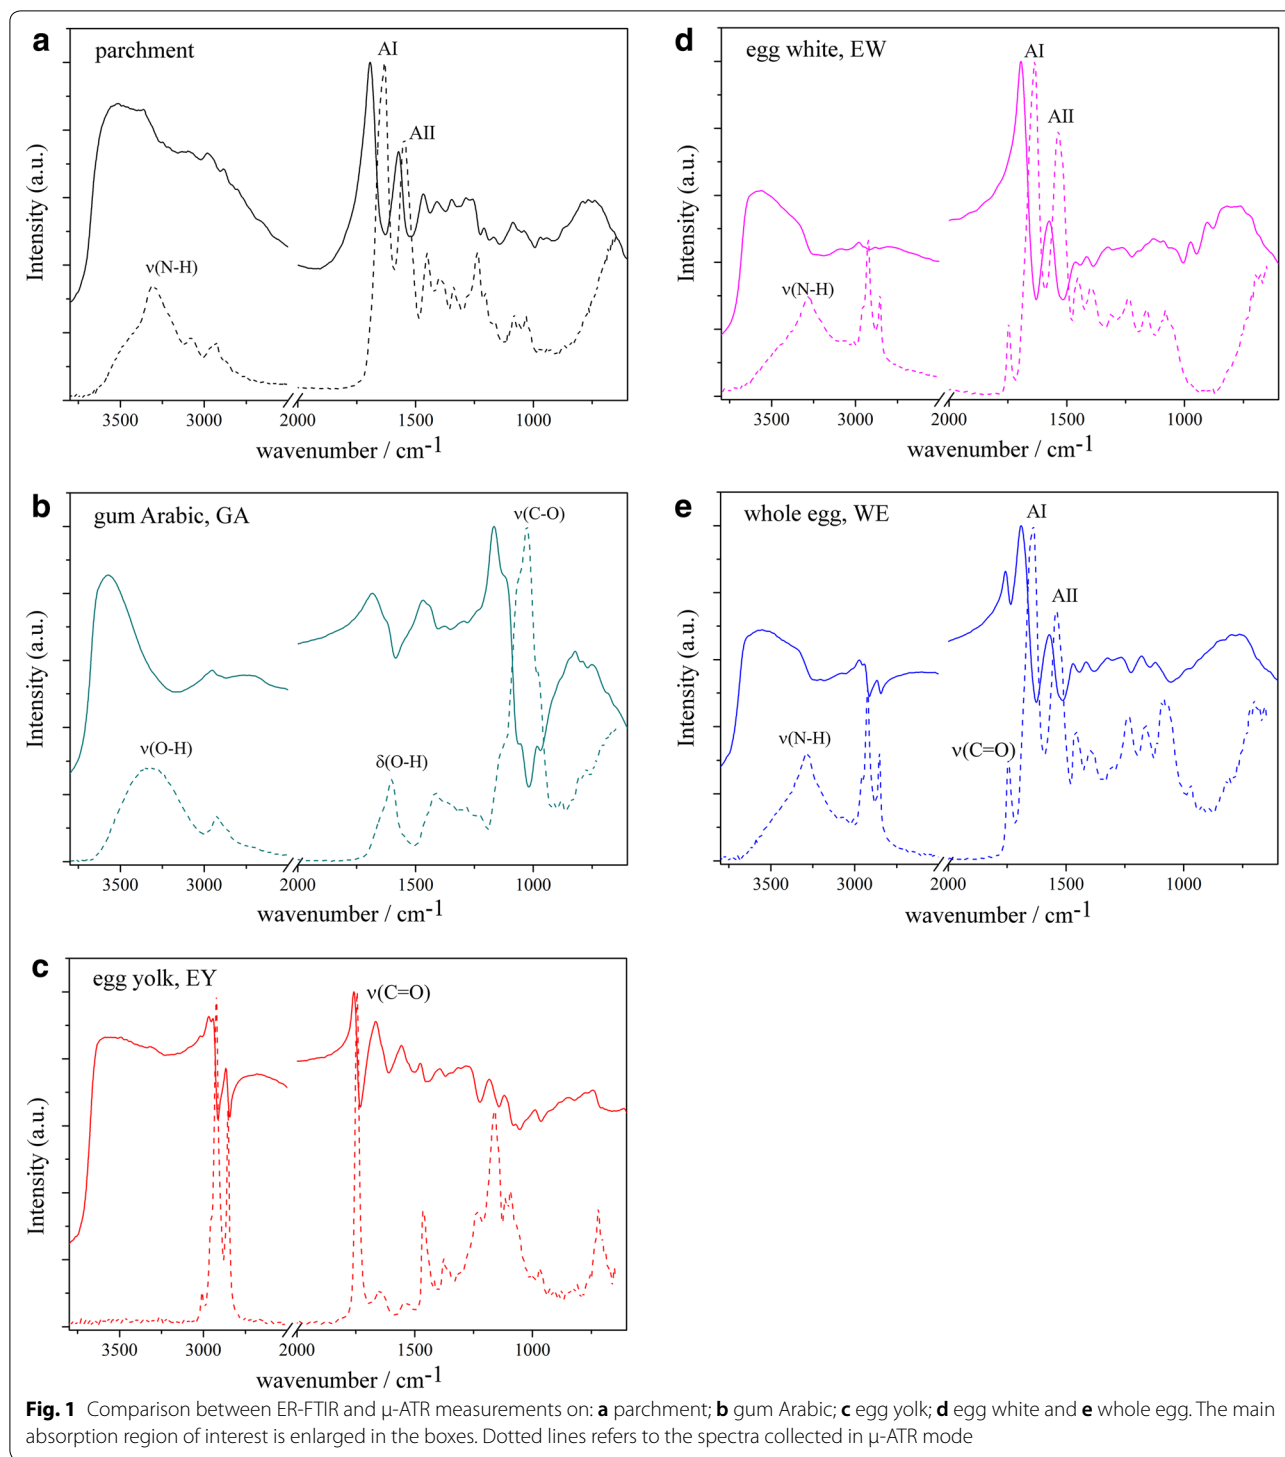 a
parchment
AI
AII
ν(N-H)
Intensity (a.u.)
3500 3000 2000 1500 1000
wavenumber / cm-1
b
gum Arabic, GA
ν(C-O)
ν(O-H)
δ(O-H)
Intensity (a.u.)
3500 3000 2000 1500 1000
wavenumber / cm-1
c
egg yolk, EY
ν(C=O)
Intensity (a.u.)
3500 3000 2000 1500 1000
wavenumber / cm-1
d
egg white, EW
AI
AII
ν(N-H)
Intensity (a.u.)
3500 3000 2000 1500 1000
wavenumber / cm-1
e
whole egg, WE
AI
AII
ν(N-H)
ν(C=O)
Intensity (a.u.)
3500 3000 2000 1500 1000
wavenumber / cm-1
Fig. 1 Comparison between ER-FTIR and μ-ATR measurements on: a parchment; b gum Arabic; c egg yolk; d egg white and e whole egg. The main
absorption region of interest is enlarged in the boxes. Dotted lines refers to the spectra collected in μ-ATR mode